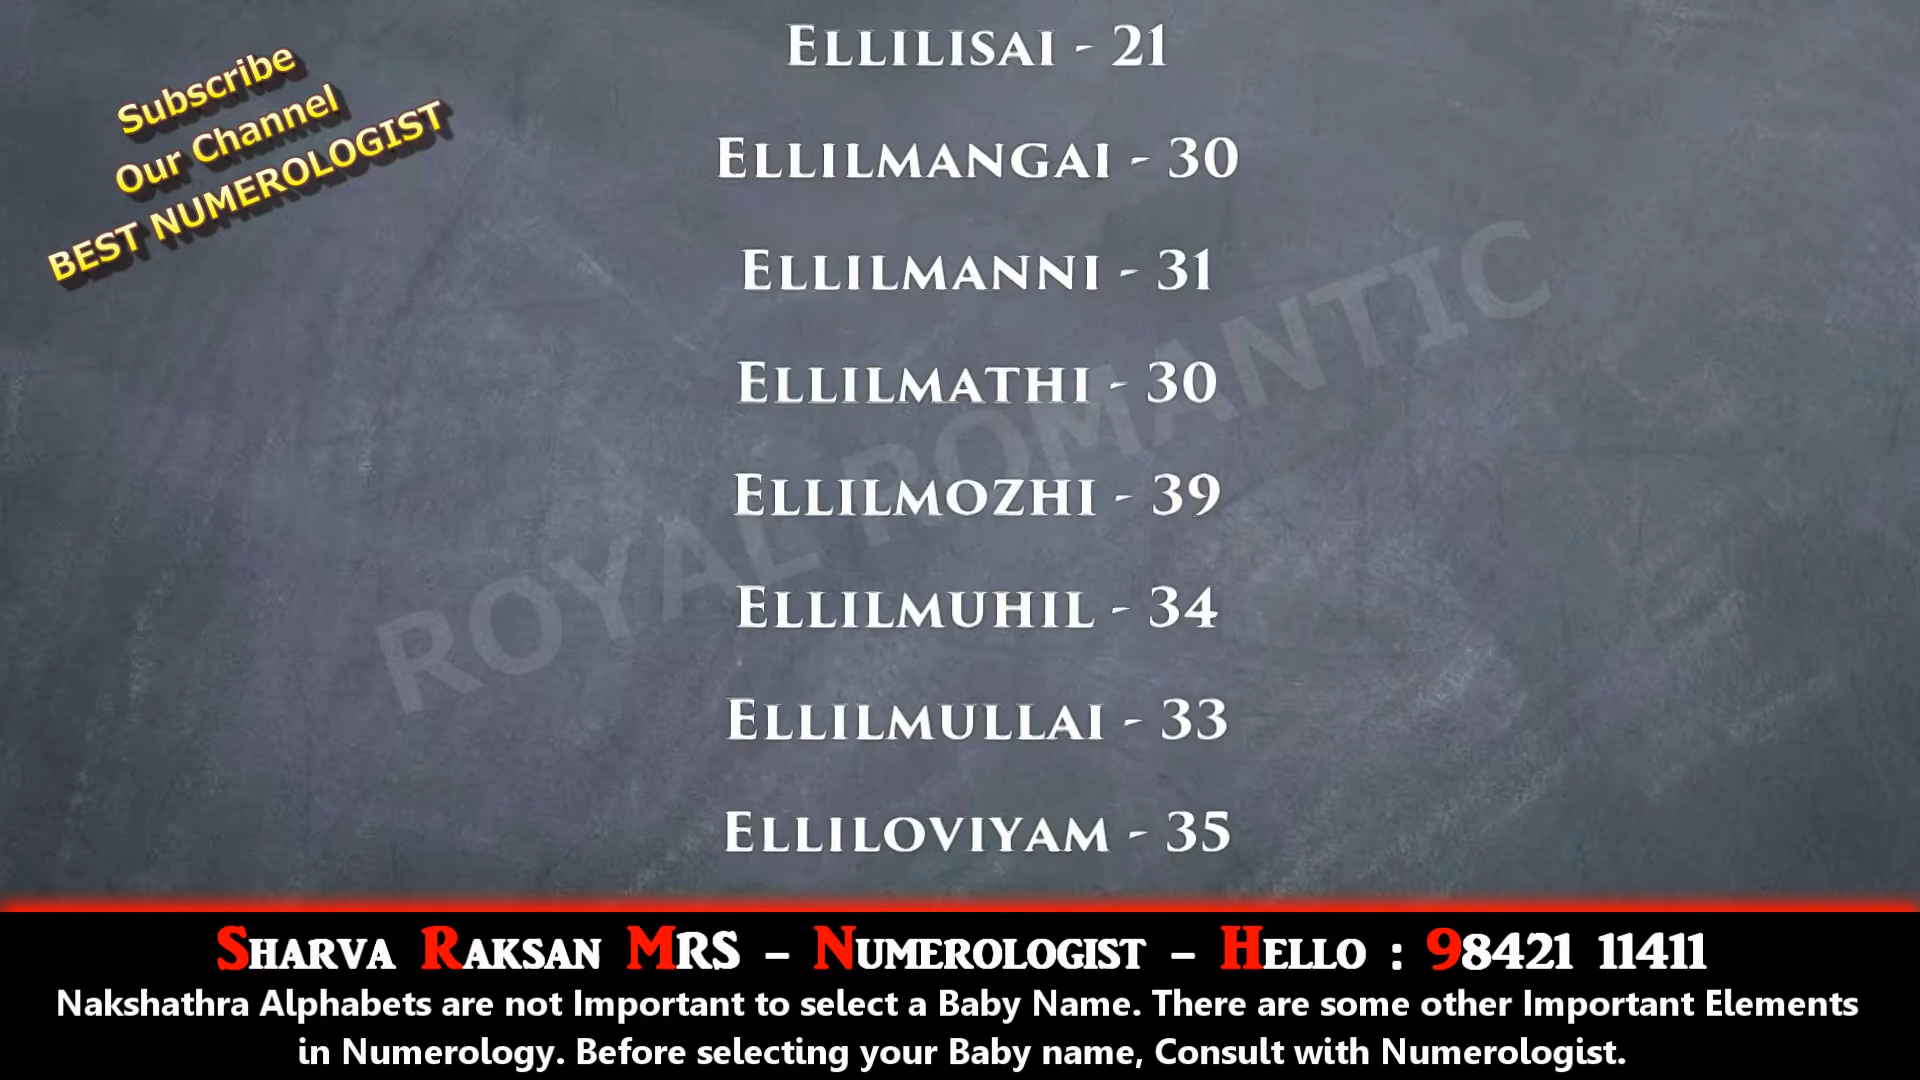 Subscribe
Our Channel
BEST NUMEROLOGIST
ELLILISAI - 21
ELLILMANGAI - 30
ELLILMANNI - 31
ELLILMATHI - 30
ELLILMOZHI - 39
ELLILMUHIL - 34
ELLILMULLAI - 33
ELLILOVIYAM - 35
ROYAL ROMANTIC
SHARVA RAKSAN MRS – NUMEROLOGIST – HELLO : 98421 11411
Nakshathra Alphabets are not Important to select a Baby Name. There are some other Important Elements
in Numerology. Before selecting your Baby name, Consult with Numerologist.